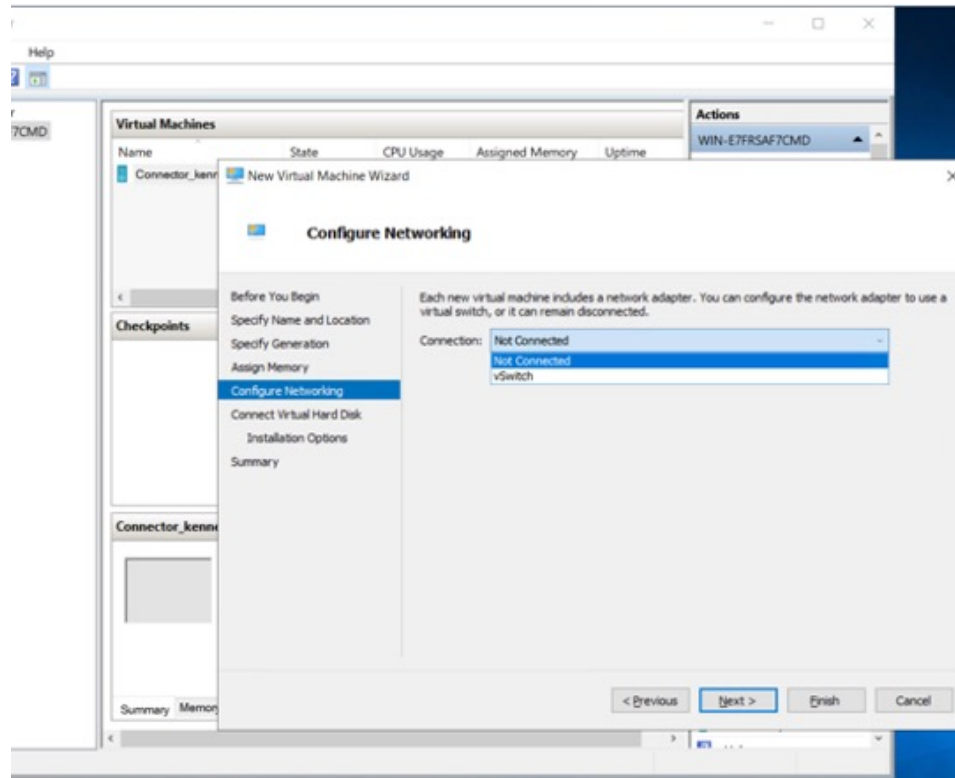 Help
7CMD
Virtual Machines
Name State CPU Usage Assigned Memory Uptime
Connector_kenn
Actions
WIN-E7FRSAF7CMD
New Virtual Machine Wizard
Configure Networking
Before You Begin
Specify Name and Location
Specify Generation
Assign Memory
Configure Networking
Connect Virtual Hard Disk
Installation Options
Summary
Each new virtual machine includes a network adapter. You can configure the network adapter to use a
virtual switch, or it can remain disconnected.
Connection: Not Connected
Not Connected
vSwitch
Checkpoints
Connector_kenne
Summary Memory
< Previous Next > Finish Cancel